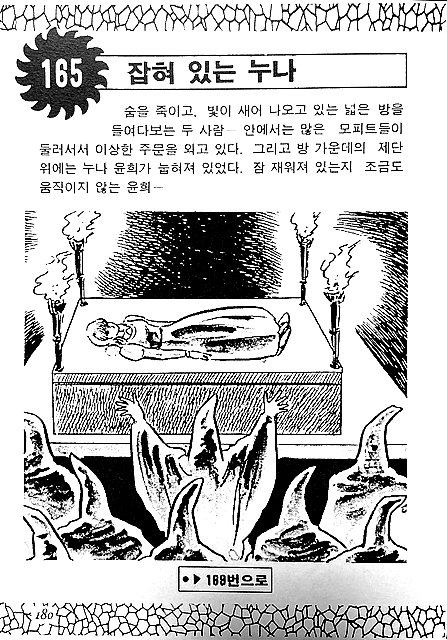 165 잡혀 있는 누나
숨을 죽이고, 빛이 새어 나오고 있는 넓은 방을
들여다보는 두 사람— 안에서는 많은 모피트들이
둘러서서 이상한 주문을 외고 있다. 그리고 방 가운데의 제단
위에는 누나 윤희가 눕혀져 있었다. 잠 재워져 있는지 조금도
움직이지 않는 윤희—
●▶ 169번으로
180